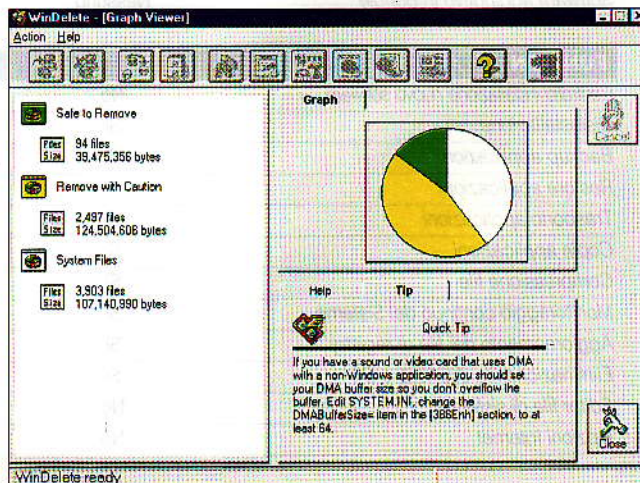 WinDelete - [Graph Viewer]
Action Help
Safe to Remove
Files 94 files
Size 39,475,356 bytes
Remove with Caution
Files 2,497 files
Size 124,504,606 bytes
System Files
Files 3,903 files
Size 107,140,990 bytes
Graph
Cancel
Help Tip
Quick Tip
If you have a sound or video card that uses DMA
with a non-Windows application, you should set
your DMA buffer size so you don't overflow the
buffer. Edit SYSTEM.INI, change the
DMABufferSize= item in the [386Enh] section, to at
least 64.
Close
WinDelete ready